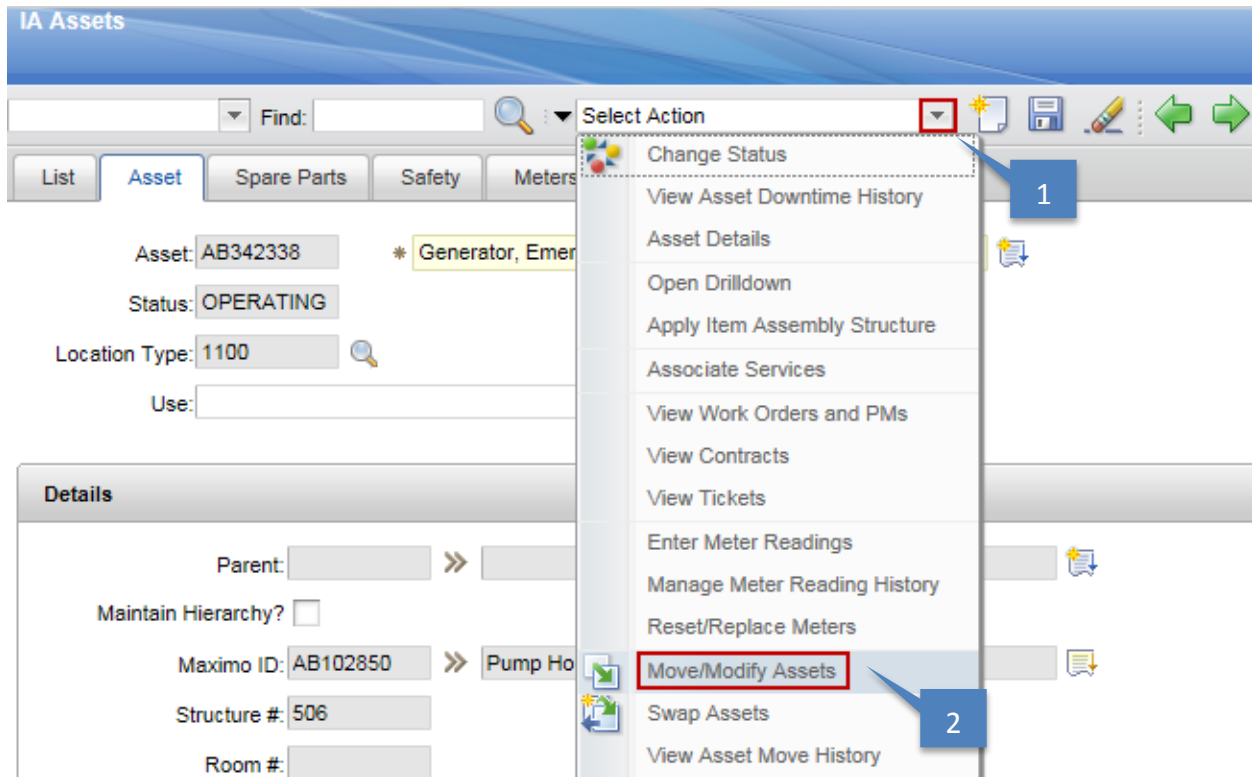 IA Assets
Find:
Select Action
List
Asset
Spare Parts
Safety
Meters
Change Status
View Asset Downtime History
Asset Details
Open Drilldown
Apply Item Assembly Structure
Associate Services
View Work Orders and PMs
View Contracts
View Tickets
Enter Meter Readings
Manage Meter Reading History
Reset/Replace Meters
Move/Modify Assets
Swap Assets
View Asset Move History
1
2
Asset: AB342338 * Generator, Emer
Status: OPERATING
Location Type: 1100
Use:
Details
Parent:
Maintain Hierarchy?
Maximo ID: AB102850 Pump Ho
Structure #: 506
Room #: